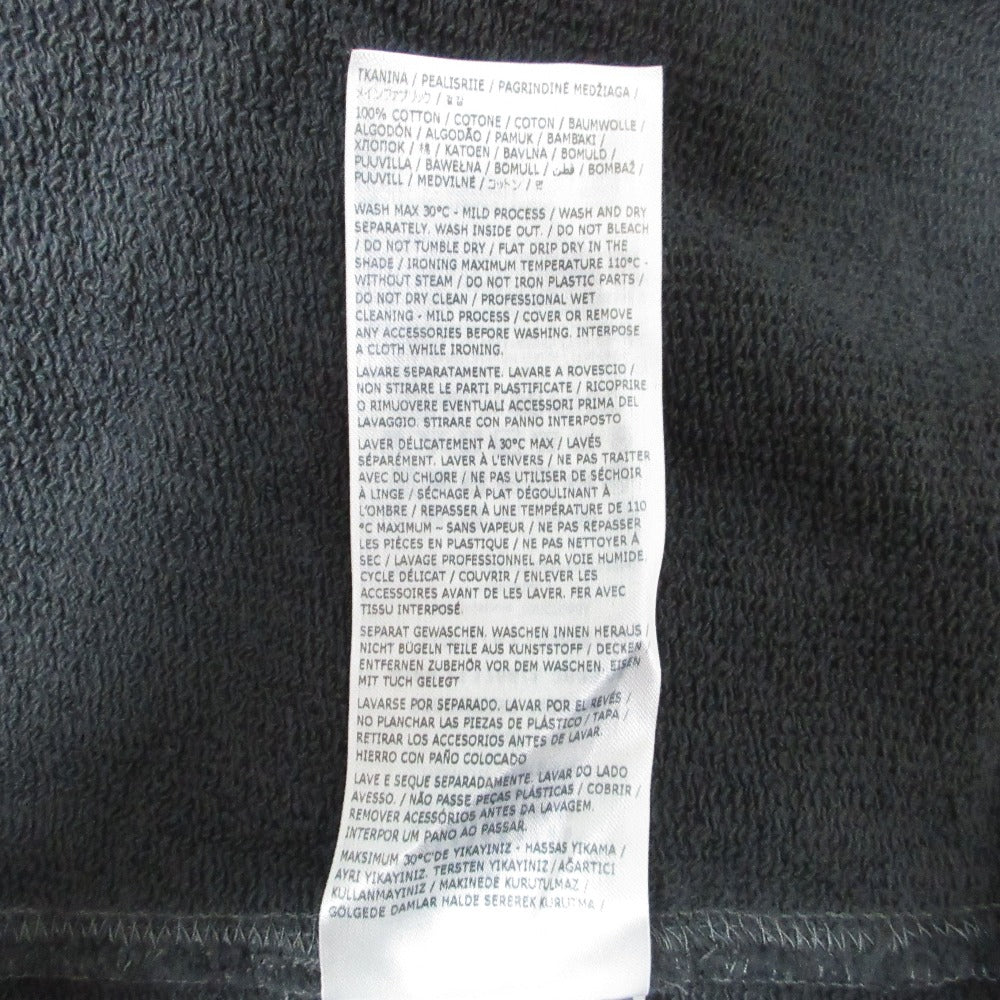 TKANINA / PEALISRIIE / PAGRINDINĖ MEDŽIAGA /
メインファブリック / 겉감
100% COTTON / COTONE / COTON / BAUMWOLLE /
ALGODÓN / ALGODÃO / PAMUK / BAMBAKI /
ХЛОПОК / 棉 / KATOEN / BAVLNA / BOMULD /
PUUVILLA / BAWEŁNA / BOMULL / قطن / BOMBAŽ /
PUUVILL / MEDVILNĖ / コットン / 면
WASH MAX 30°C - MILD PROCESS / WASH AND DRY
SEPARATELY. WASH INSIDE OUT. / DO NOT BLEACH
/ DO NOT TUMBLE DRY / FLAT DRIP DRY IN THE
SHADE / IRONING MAXIMUM TEMPERATURE 110°C -
WITHOUT STEAM / DO NOT IRON PLASTIC PARTS /
DO NOT DRY CLEAN / PROFESSIONAL WET
CLEANING - MILD PROCESS / COVER OR REMOVE
ANY ACCESSORIES BEFORE WASHING. INTERPOSE
A CLOTH WHILE IRONING.
LAVARE SEPARATAMENTE. LAVARE A ROVESCIO /
NON STIRARE LE PARTI PLASTIFICATE / RICOPRIRE
O RIMUOVERE EVENTUALI ACCESSORI PRIMA DEL
LAVAGGIO. STIRARE CON PANNO INTERPOSTO
LAVER DÉLICATEMENT À 30°C MAX / LAVÉS
SÉPARÉMENT. LAVER À L'ENVERS / NE PAS TRAITER
AVEC DU CHLORE / NE PAS UTILISER DE SÉCHOIR
À LINGE / SÉCHAGE À PLAT DÉGOULINANT À
L'OMBRE / REPASSER À UNE TEMPÉRATURE DE 110
°C MAXIMUM – SANS VAPEUR / NE PAS REPASSER
LES PIÈCES EN PLASTIQUE / NE PAS NETTOYER À
SEC / LAVAGE PROFESSIONNEL PAR VOIE HUMIDE,
CYCLE DÉLICAT / COUVRIR / ENLEVER LES
ACCESSOIRES AVANT DE LES LAVER. FER AVEC
TISSU INTERPOSÉ.
SEPARAT GEWASCHEN. WASCHEN INNEN HERAUS /
NICHT BÜGELN TEILE AUS KUNSTSTOFF / DECKEN
ENTFERNEN ZUBEHÖR VOR DEM WASCHEN. EISEN
MIT TUCH GELEGT
LAVARSE POR SEPARADO. LAVAR POR EL REVÉS /
NO PLANCHAR LAS PIEZAS DE PLÁSTICO / TAPA /
RETIRAR LOS ACCESORIOS ANTES DE LAVAR.
HIERRO CON PAÑO COLOCADO
LAVE E SEQUE SEPARADAMENTE. LAVAR DO LADO
AVESSO. / NÃO PASSE PEÇAS PLÁSTICAS / COBRIR /
REMOVER ACESSÓRIOS ANTES DA LAVAGEM.
INTERPOR UM PANO AO PASSAR.
MAKSIMUM 30°C'DE YIKAYINIZ - HASSAS YIKAMA /
AYRI YIKAYINIZ. TERSTEN YIKAYINIZ / AĞARTICI
KULLANMAYINIZ / MAKINEDE KURUTULMAZ /
GÖLGEDE DAMLAR HALDE SEREREK KURUTMA /